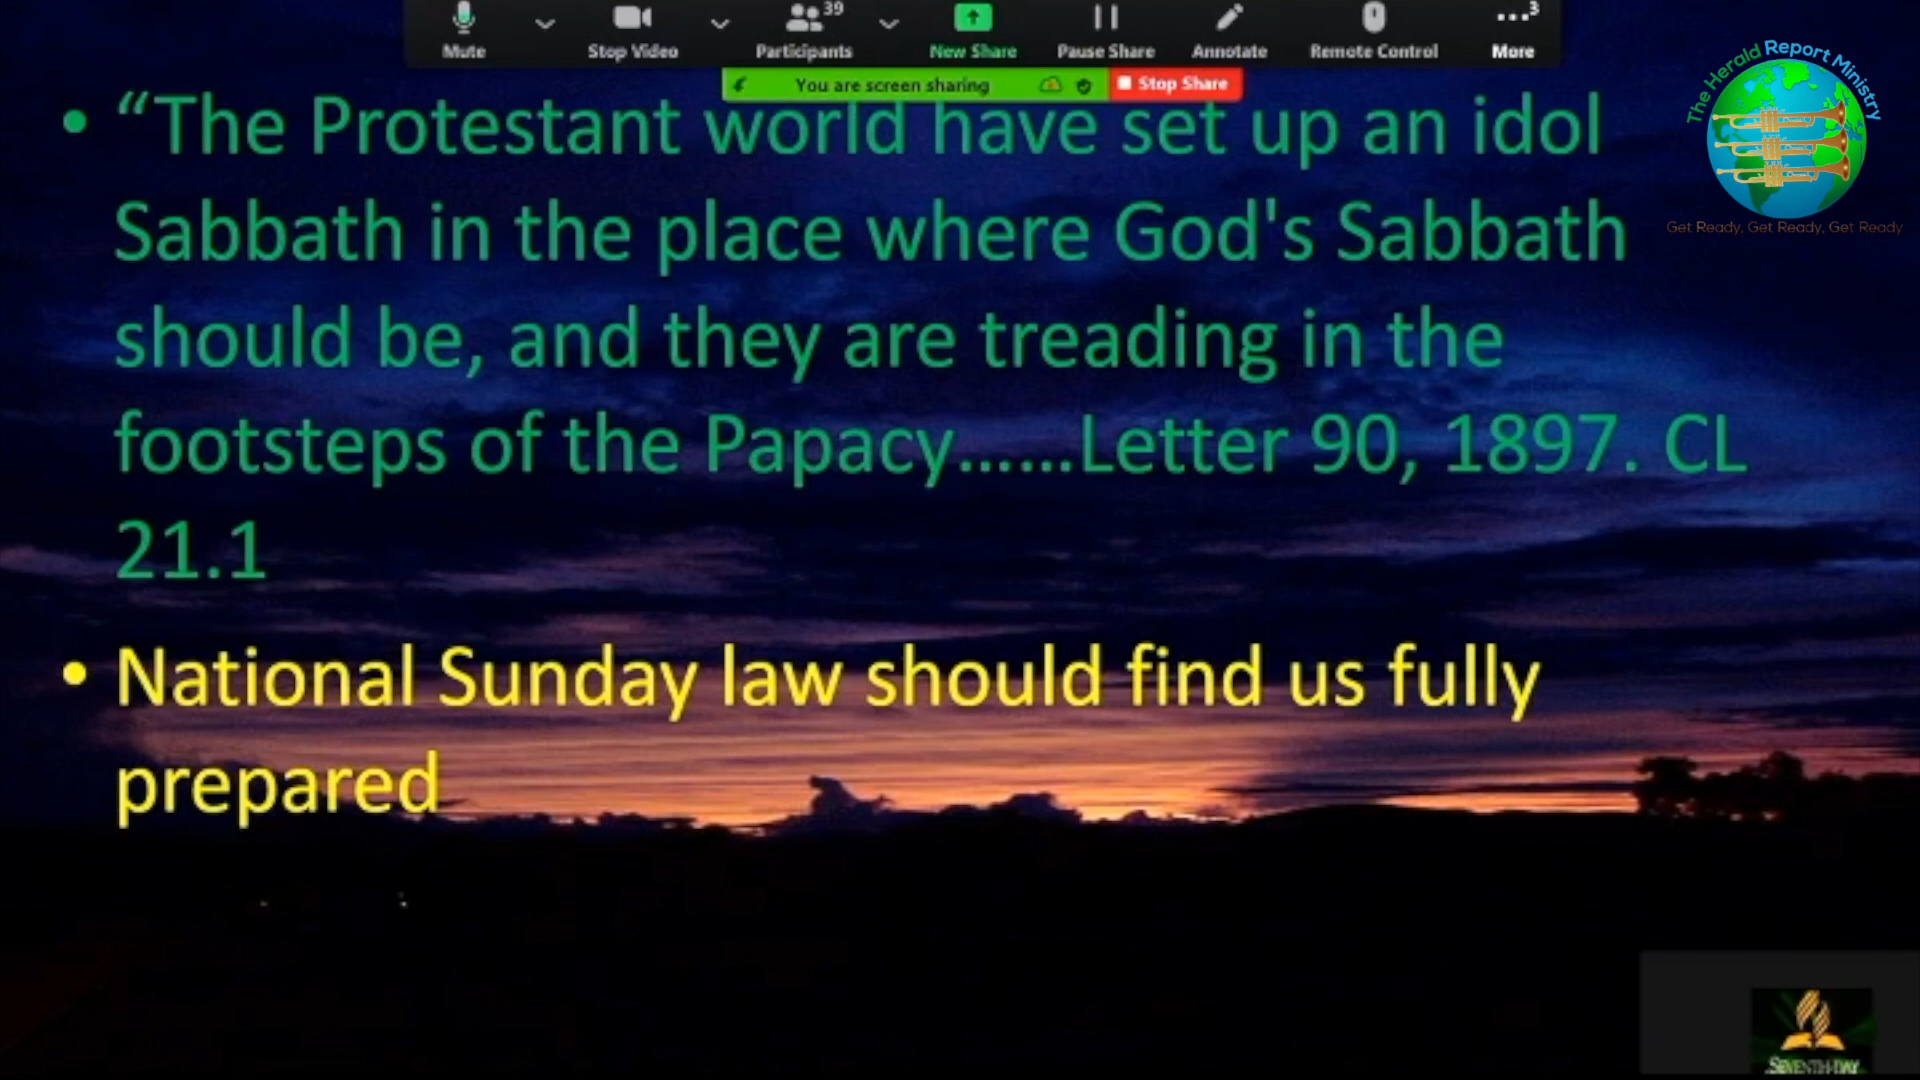 39
3
Mute
Stop Video
Participants
New Share
Pause Share
Annotate
Remote Control
More
You are screen sharing
Stop Share
The Herald Report Ministry
Get Ready, Get Ready, Get Ready
• “The Protestant world have set up an idol
Sabbath in the place where God's Sabbath
should be, and they are treading in the
footsteps of the Papacy......Letter 90, 1897. CL
21.1
• National Sunday law should find us fully
prepared
SEVENTH-DAY